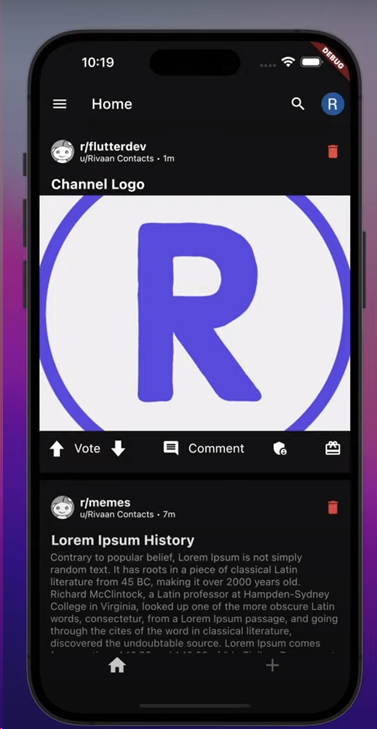 10:19
DEBUG
Home
R
r/flutterdev
u/Rivaan Contacts • 1m
Channel Logo
R
Vote
Comment
r/memes
u/Rivaan Contacts • 7m
Lorem Ipsum History
Contrary to popular belief, Lorem Ipsum is not simply
random text. It has roots in a piece of classical Latin
literature from 45 BC, making it over 2000 years old.
Richard McClintock, a Latin professor at Hampden-Sydney
College in Virginia, looked up one of the more obscure Latin
words, consectetur, from a Lorem Ipsum passage, and going
through the cites of the word in classical literature,
discovered the undoubtable source. Lorem Ipsum comes